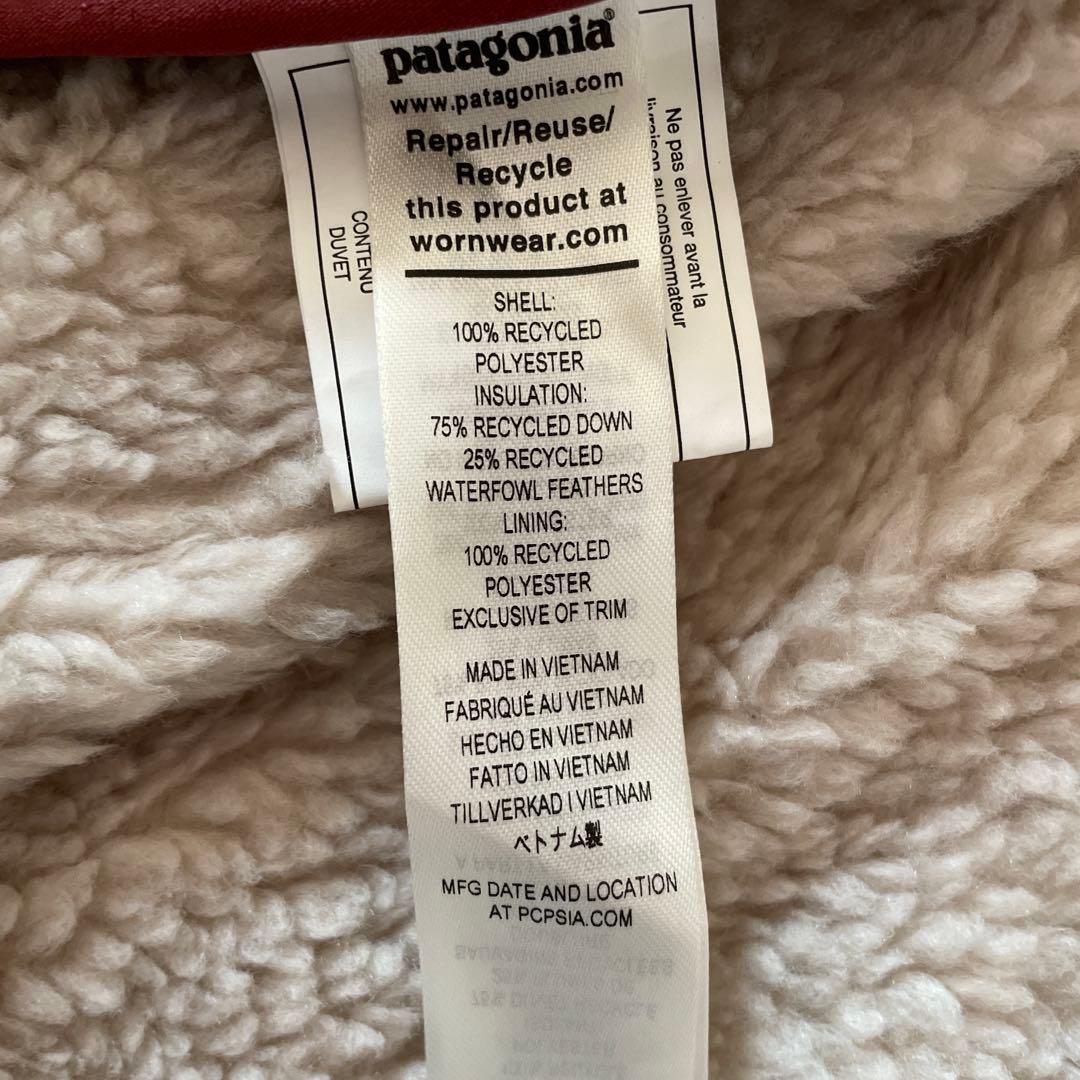 patagonia®
www.patagonia.com
Repair/Reuse/
Recycle
this product at
wornwear.com
SHELL:
100% RECYCLED
POLYESTER
INSULATION:
75% RECYCLED DOWN
25% RECYCLED
WATERFOWL FEATHERS
LINING:
100% RECYCLED
POLYESTER
EXCLUSIVE OF TRIM
MADE IN VIETNAM
FABRIQUÉ AU VIETNAM
HECHO EN VIETNAM
FATTO IN VIETNAM
TILLVERKAD I VIETNAM
ベトナム製
MFG DATE AND LOCATION
AT PCPSIA.COM
CONTENU
DUVET
Ne pas enlever avant la
livraison au consommateur